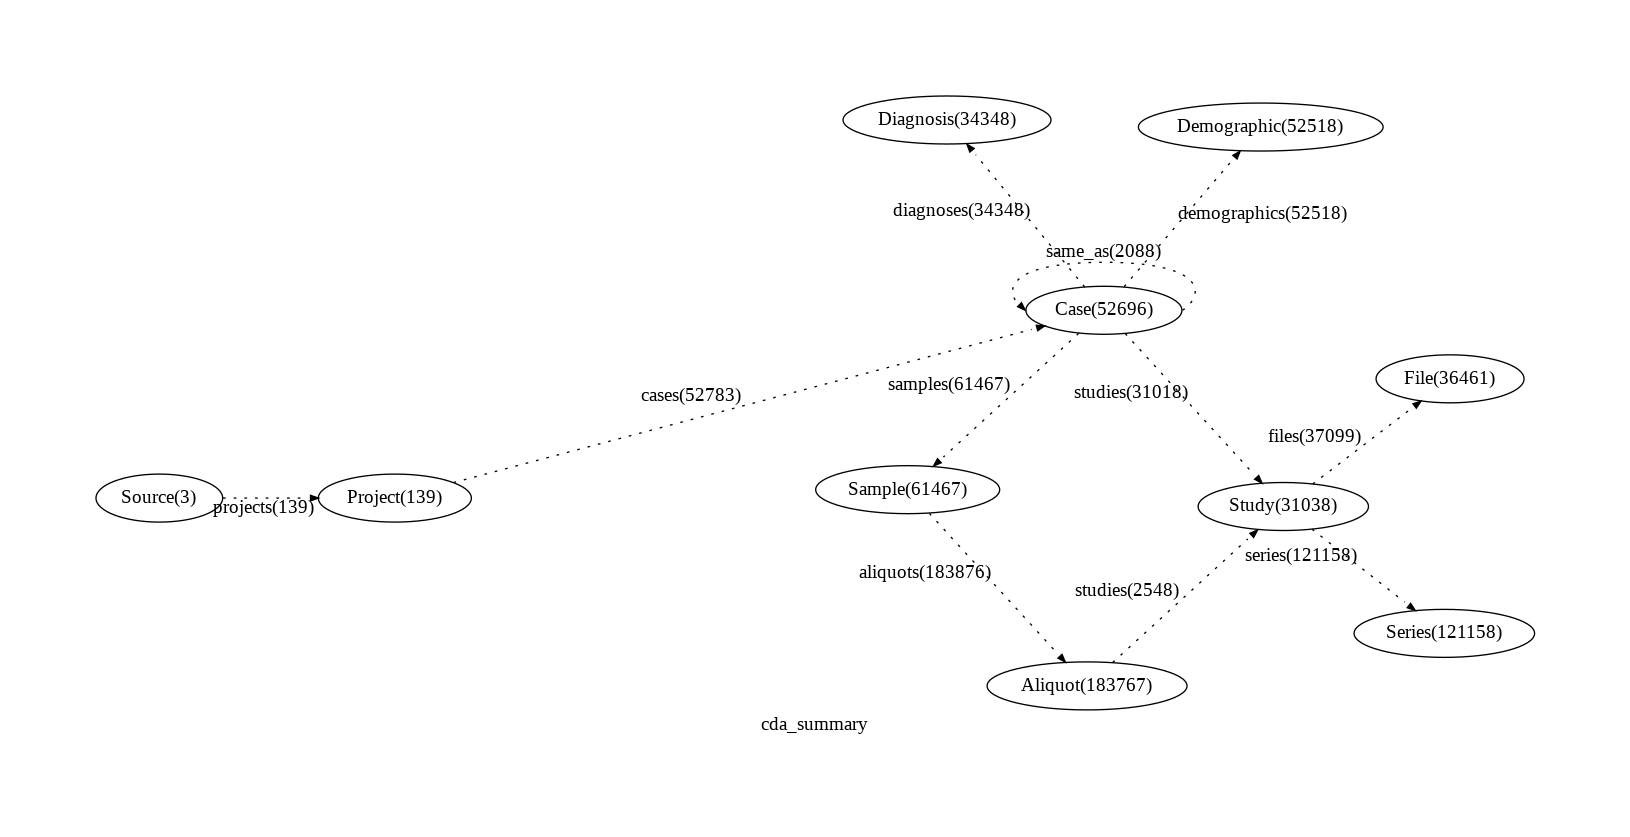 Diagnosis(34348)
Demographic(52518)
diagnoses(34348)
demographics(52518)
same_as(2088)
Case(52696)
cases(52783)
samples(61467)
studies(31018)
File(36461)
files(37099)
Source(3)
projects(139)
Project(139)
Sample(61467)
Study(31038)
aliquots(183876)
studies(2548)
series(121158)
Series(121158)
Aliquot(183767)
cda_summary